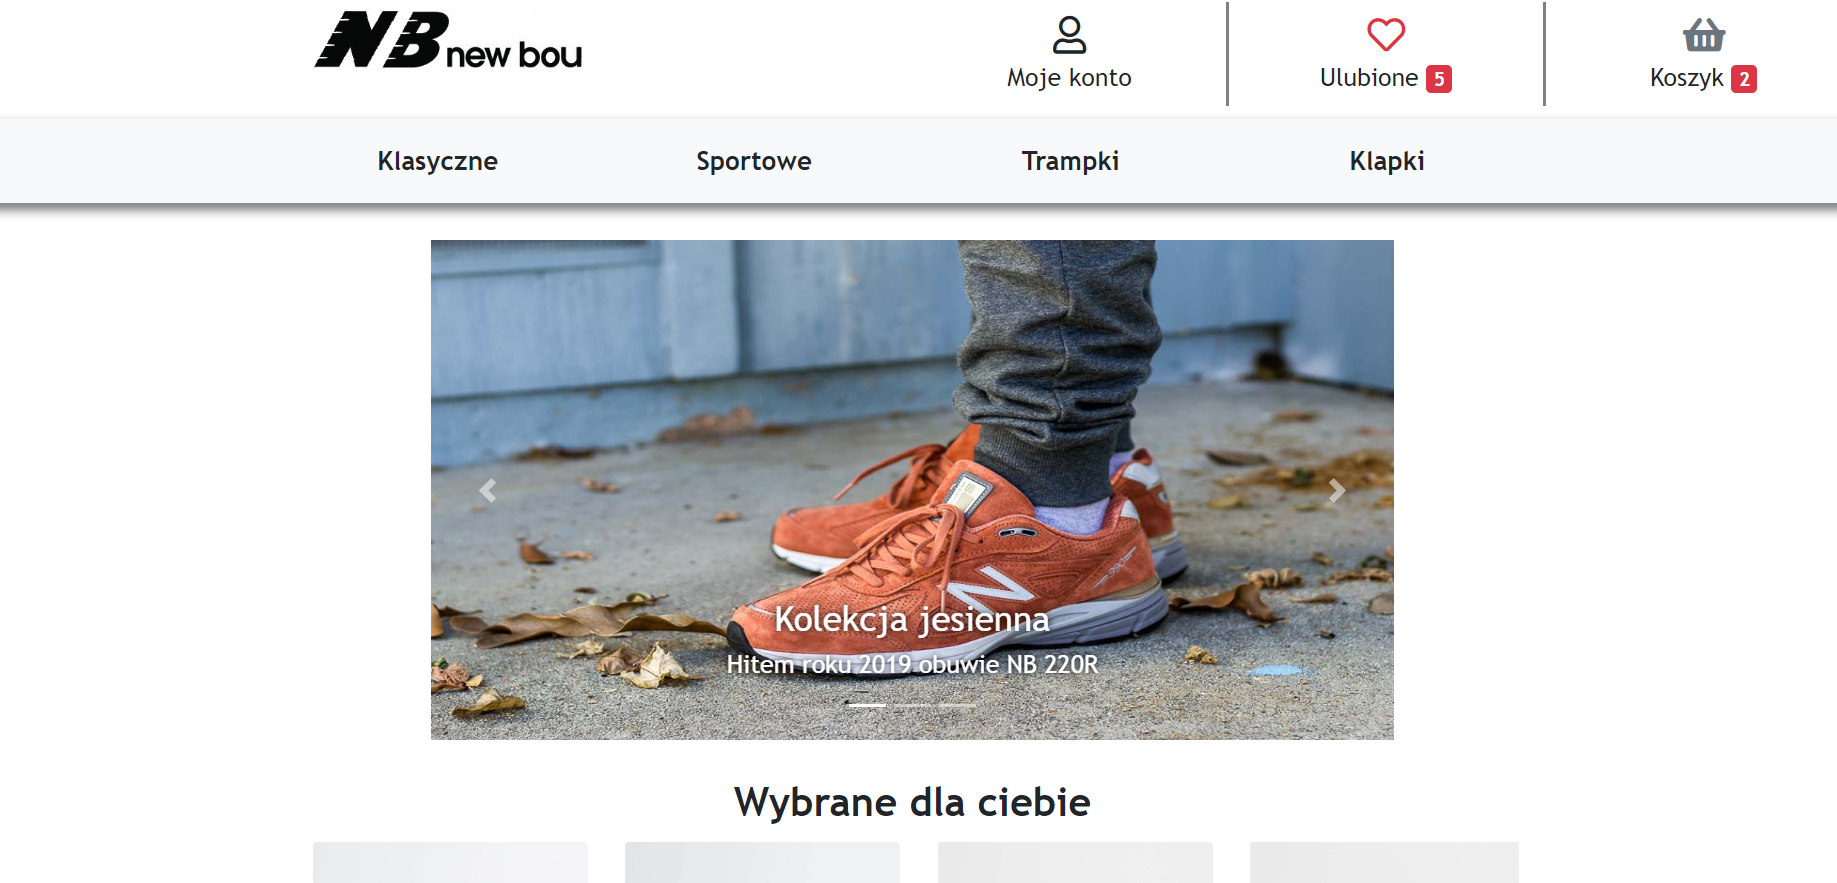 NB new bou
Moje konto
Ulubione 5
Koszyk 2
Klasyczne
Sportowe
Trampki
Klapki
N
990
Kolekcja jesienna
Hitem roku 2019 obuwie NB 220R
Wybrane dla ciebie